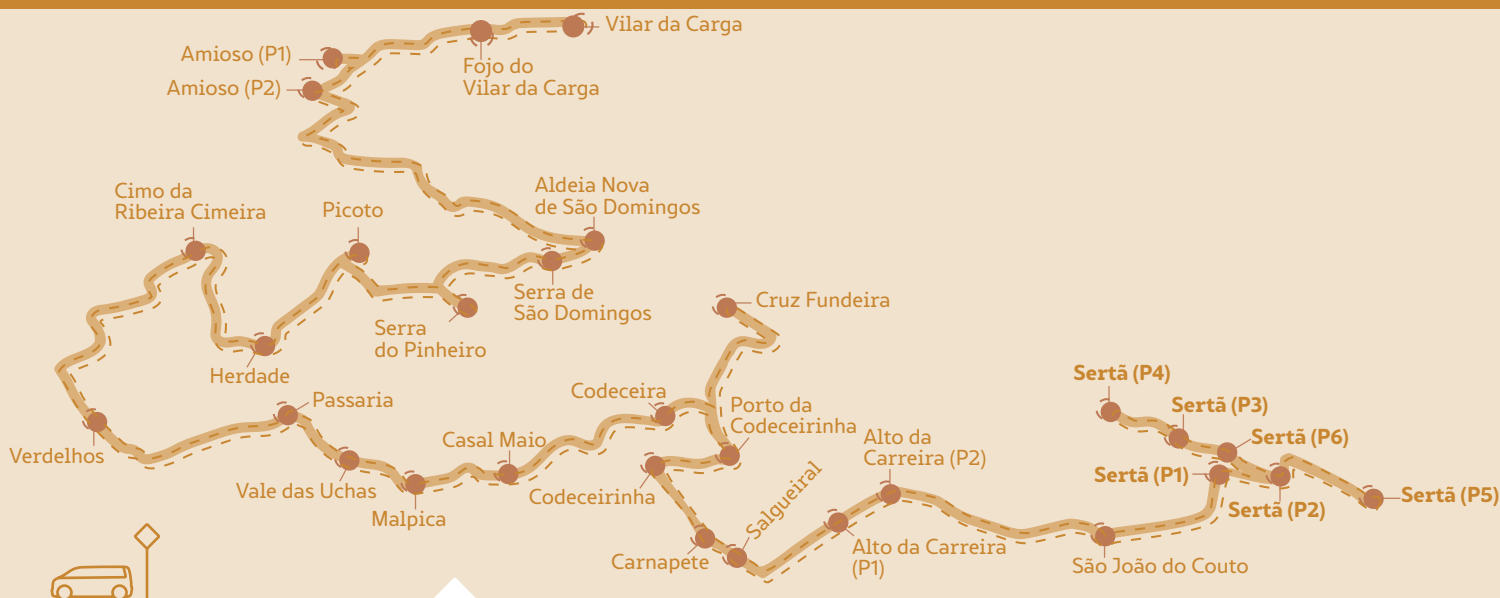 Vilar da Carga
Amioso (P1)
Fojo do
Vilar da Carga
Amioso (P2)
Cimo da
Ribeira Cimeira
Picoto
Aldeia Nova
de São Domingos
Serra de
São Domingos
Serra
do Pinheiro
Cruz Fundeira
Herdade
Passaria
Codeceira
Porto da
Codeceirinha
Sertã (P4)
Sertã (P3)
Sertã (P6)
Verdelhos
Casal Maio
Alto da
Carreira (P2)
Sertã (P1)
Vale das Uchas
Codeceirinha
Salgueiral
Sertã (P5)
Sertã (P2)
Malpica
Carnapete
Alto da Carreira
(P1)
São João do Couto